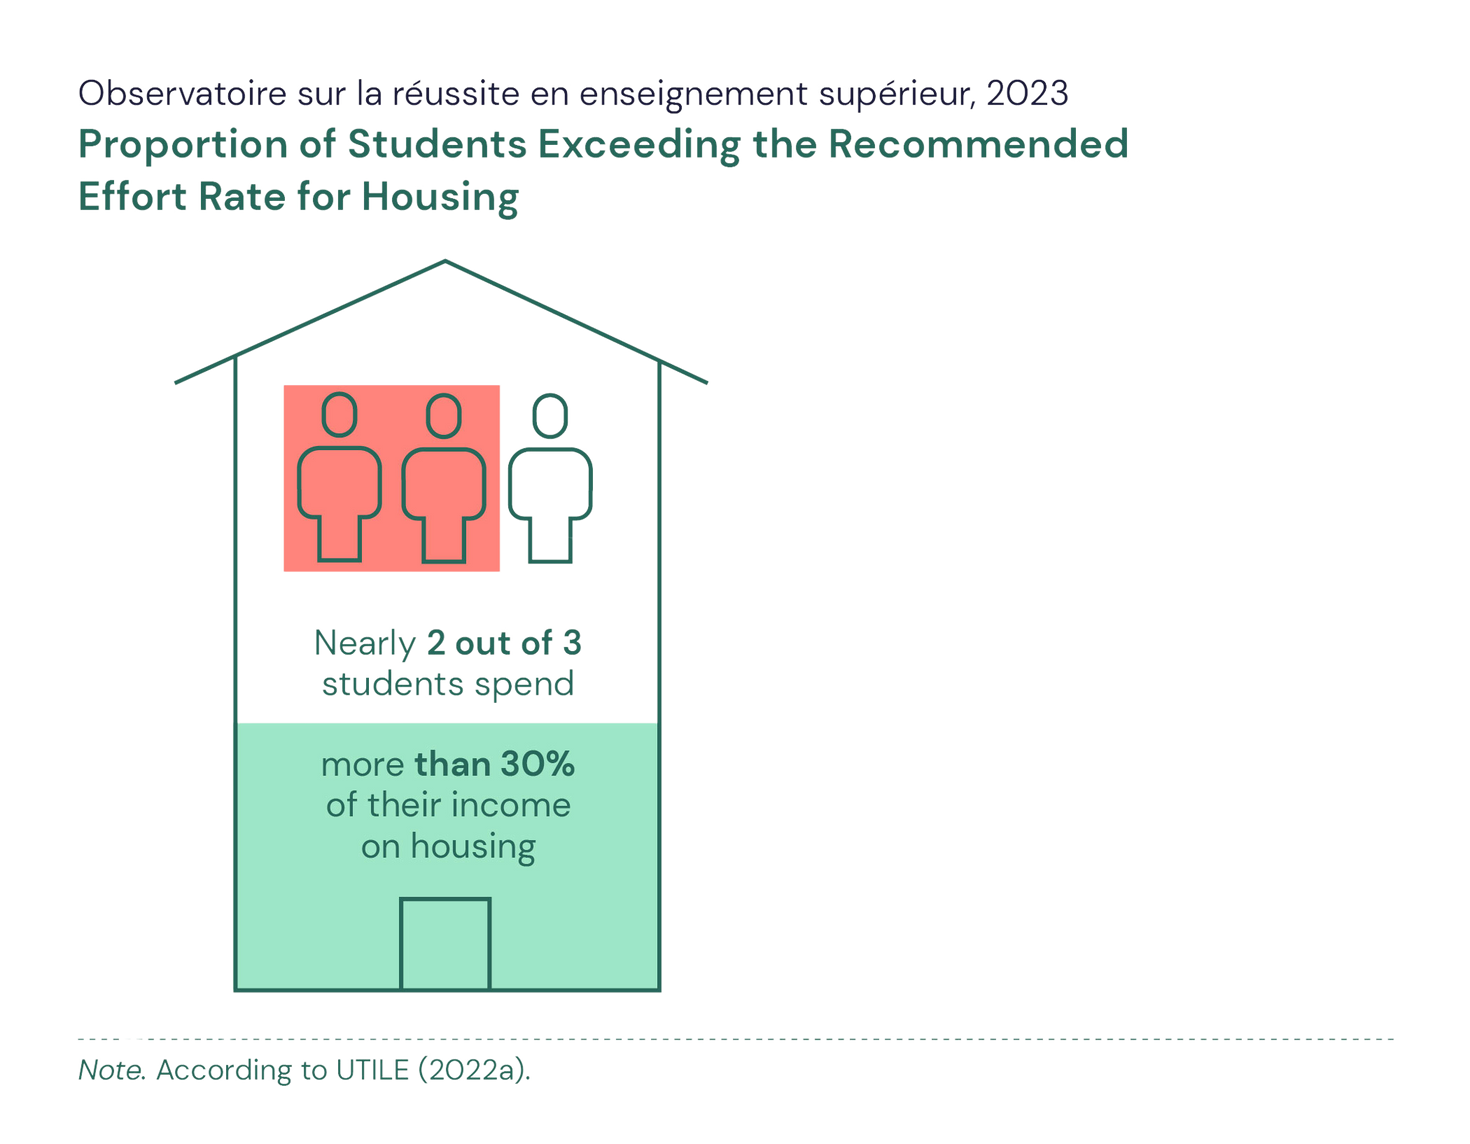 Observatoire sur la réussite en enseignement supérieur, 2023
Proportion of Students Exceeding the Recommended
Effort Rate for Housing
Nearly 2 out of 3
students spend
more than 30%
of their income
on housing
Note. According to UTILE (2022a).